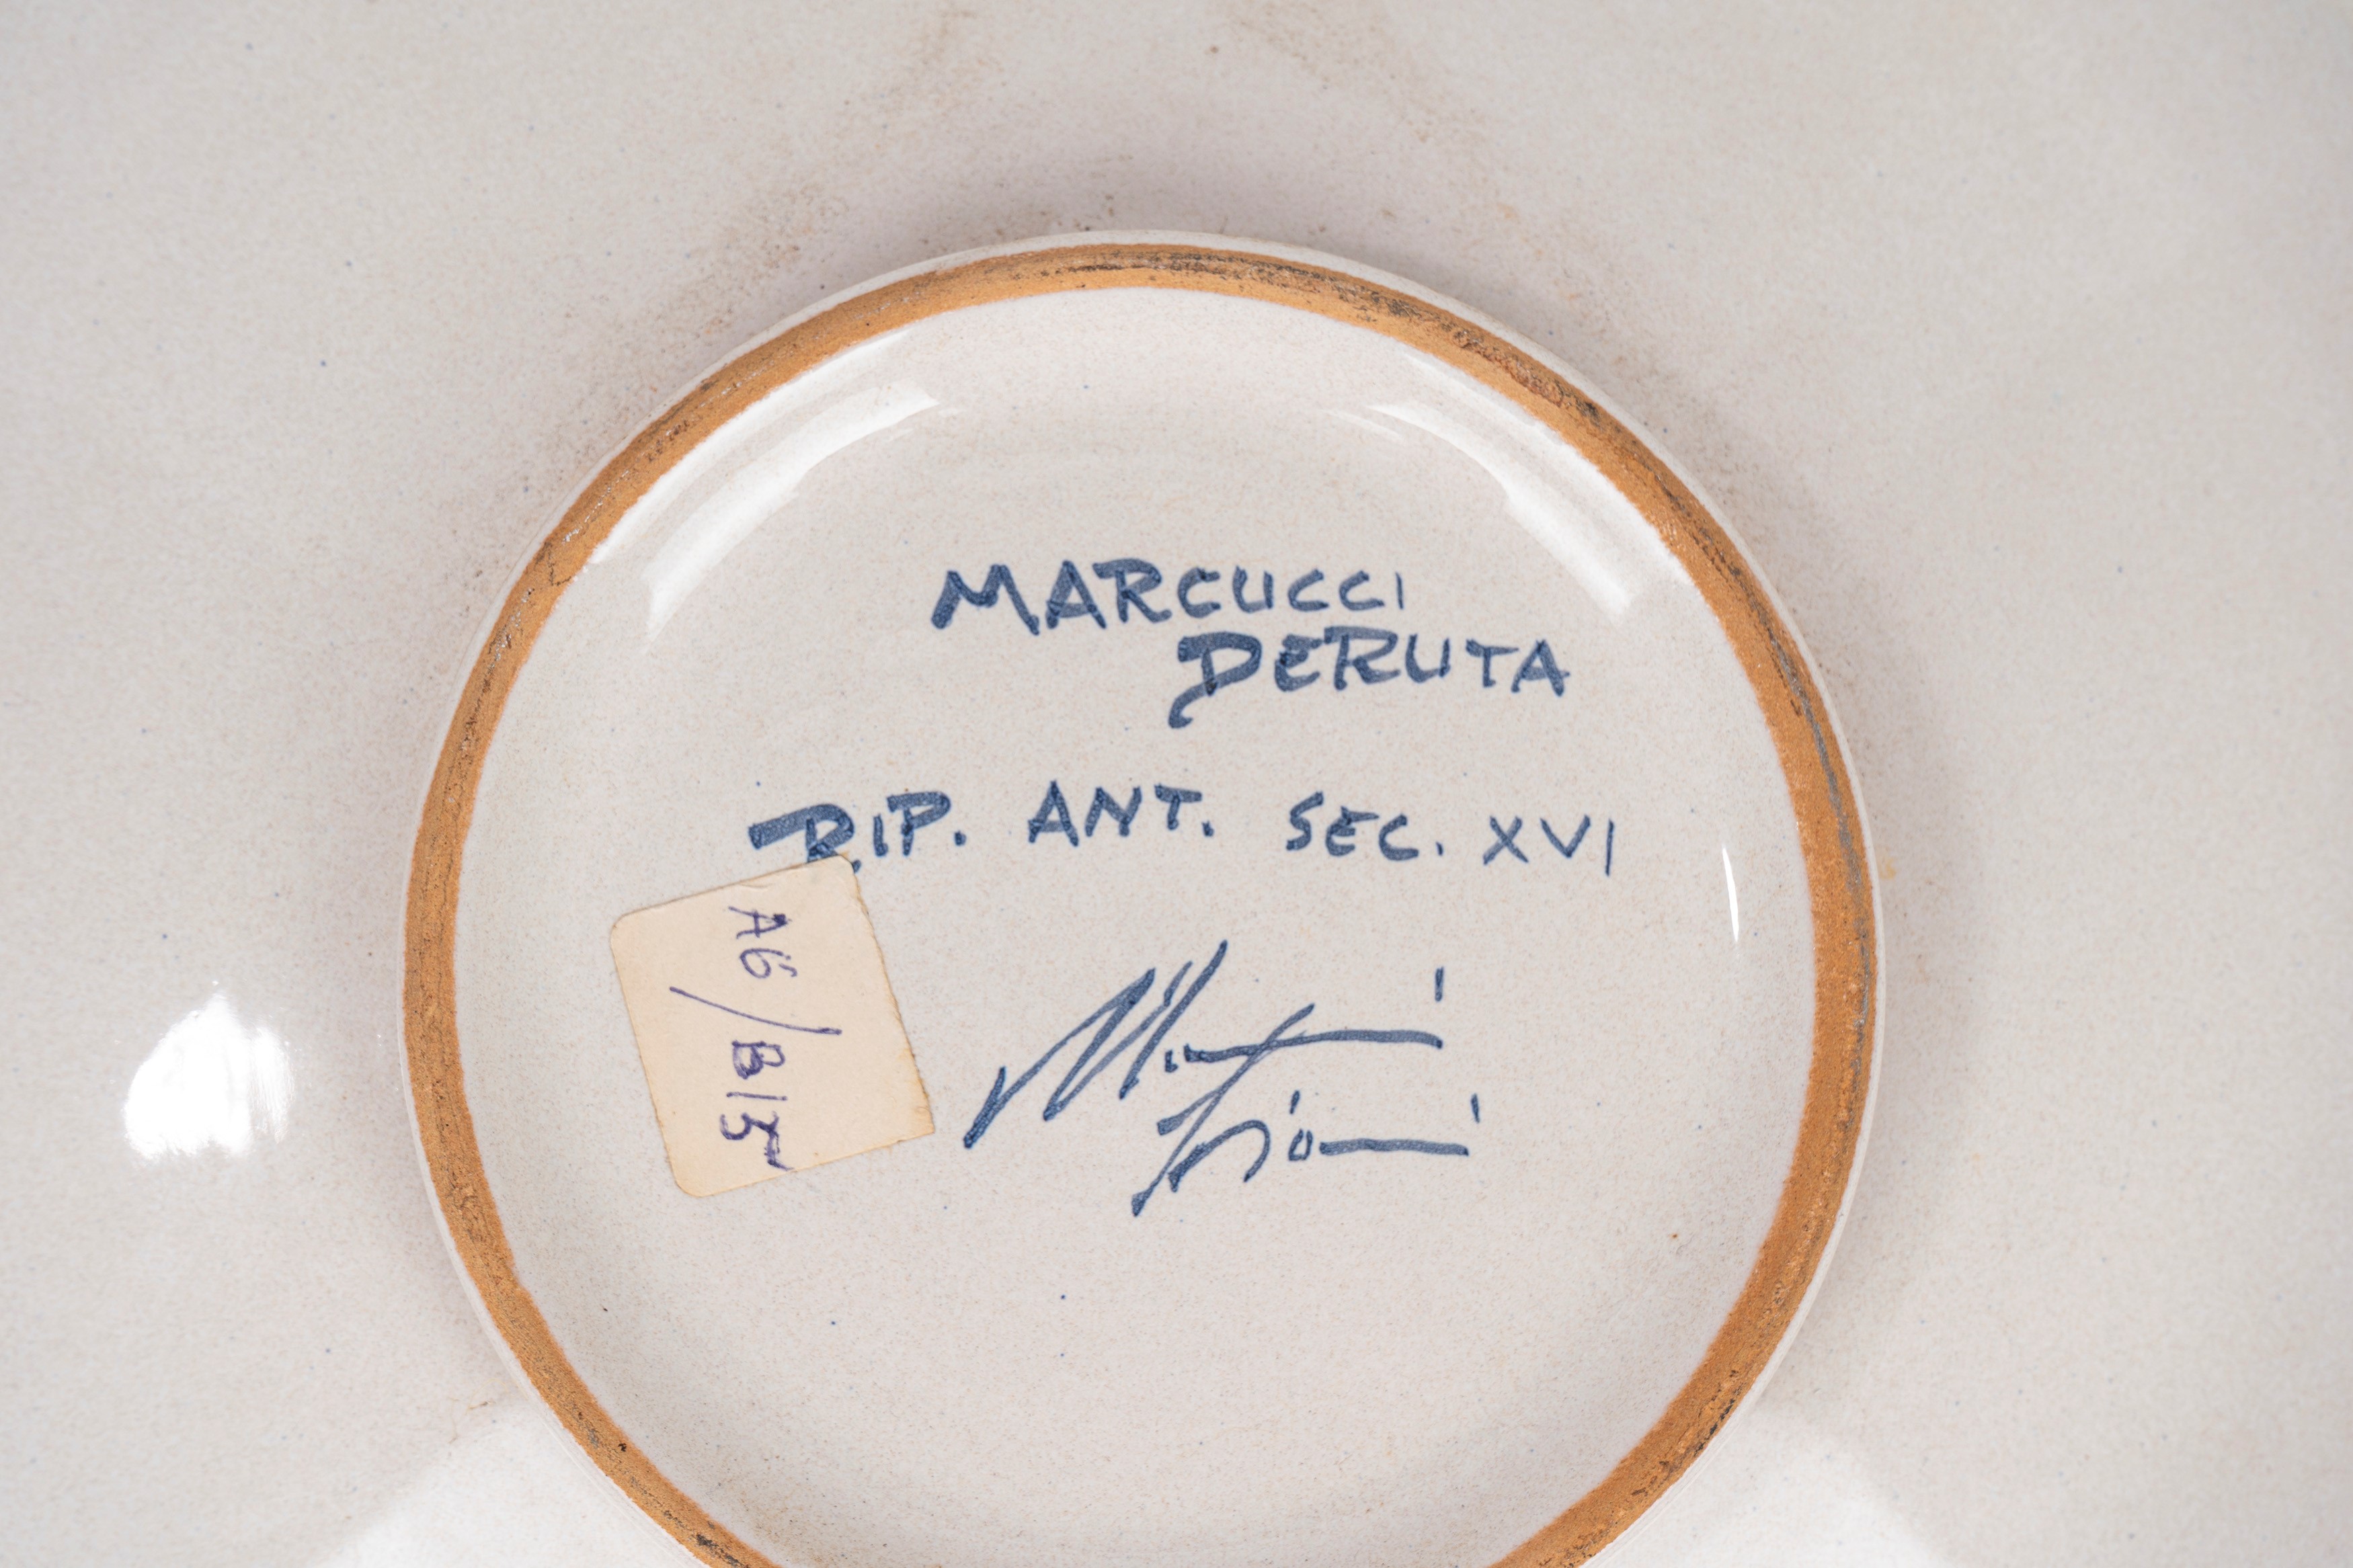 MARCUCCI
DERUTA
RIP. ANT. SEC. XVI
A6/B15